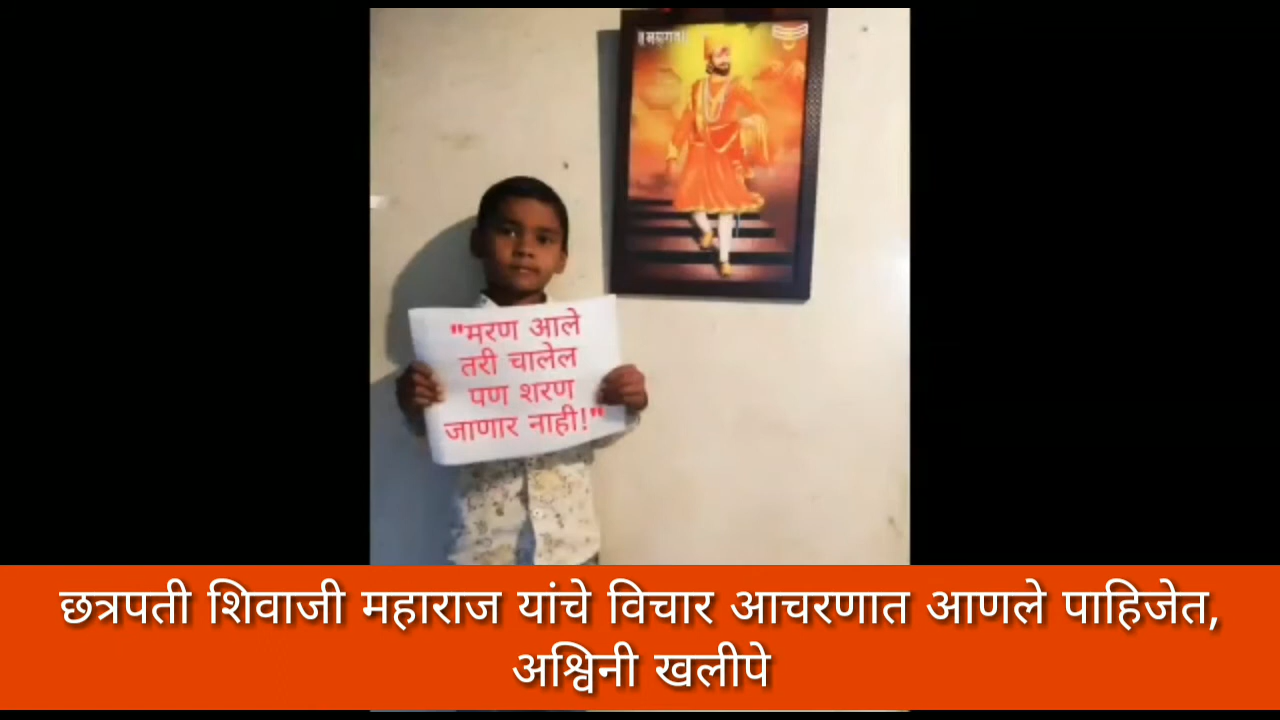 "मरण आले
तरी चालेल
पण शरण
जाणार नाही!"
छत्रपती शिवाजी महाराज यांचे विचार आचरणात आणले पाहिजेत,
अश्विनी खलीपे